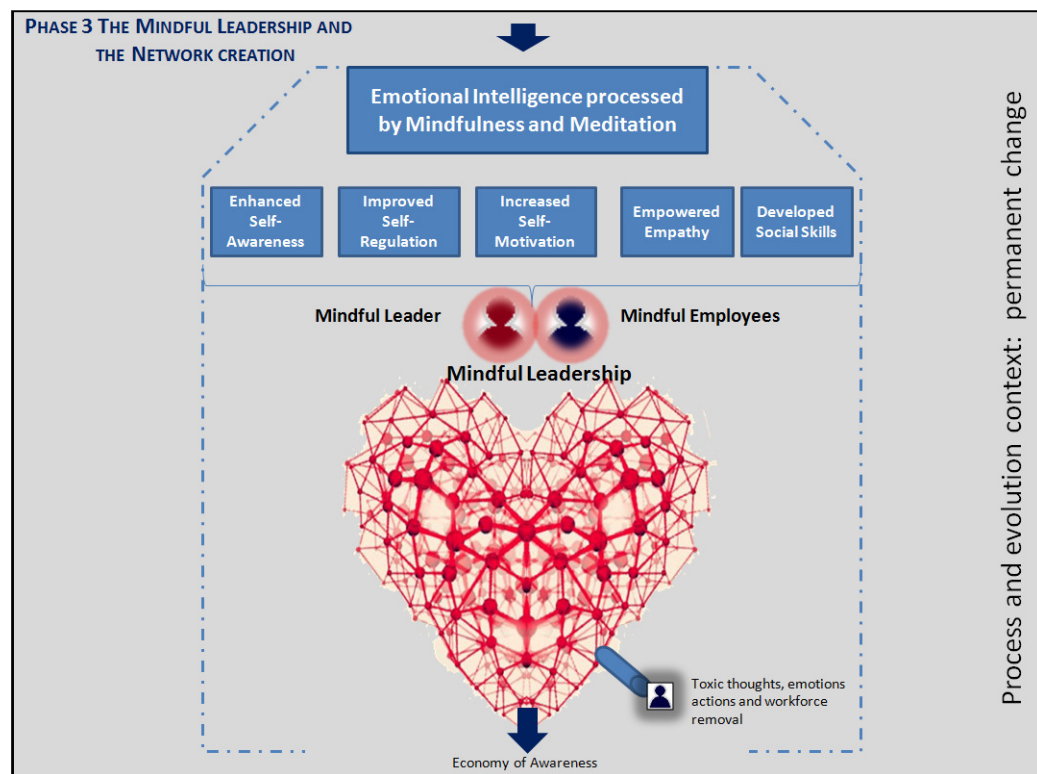 PHASE 3 THE MINDFUL LEADERSHIP AND
THE NETWORK CREATION
Emotional Intelligence processed
by Mindfulness and Meditation
Enhanced
Self-
Awareness
Improved
Self-
Regulation
Increased
Self-
Motivation
Empowered
Empathy
Developed
Social Skills
Mindful Leader
Mindful Employees
Mindful Leadership
Toxic thoughts, emotions
actions and workforce
removal
Economy of Awareness
Process and evolution context: permanent change